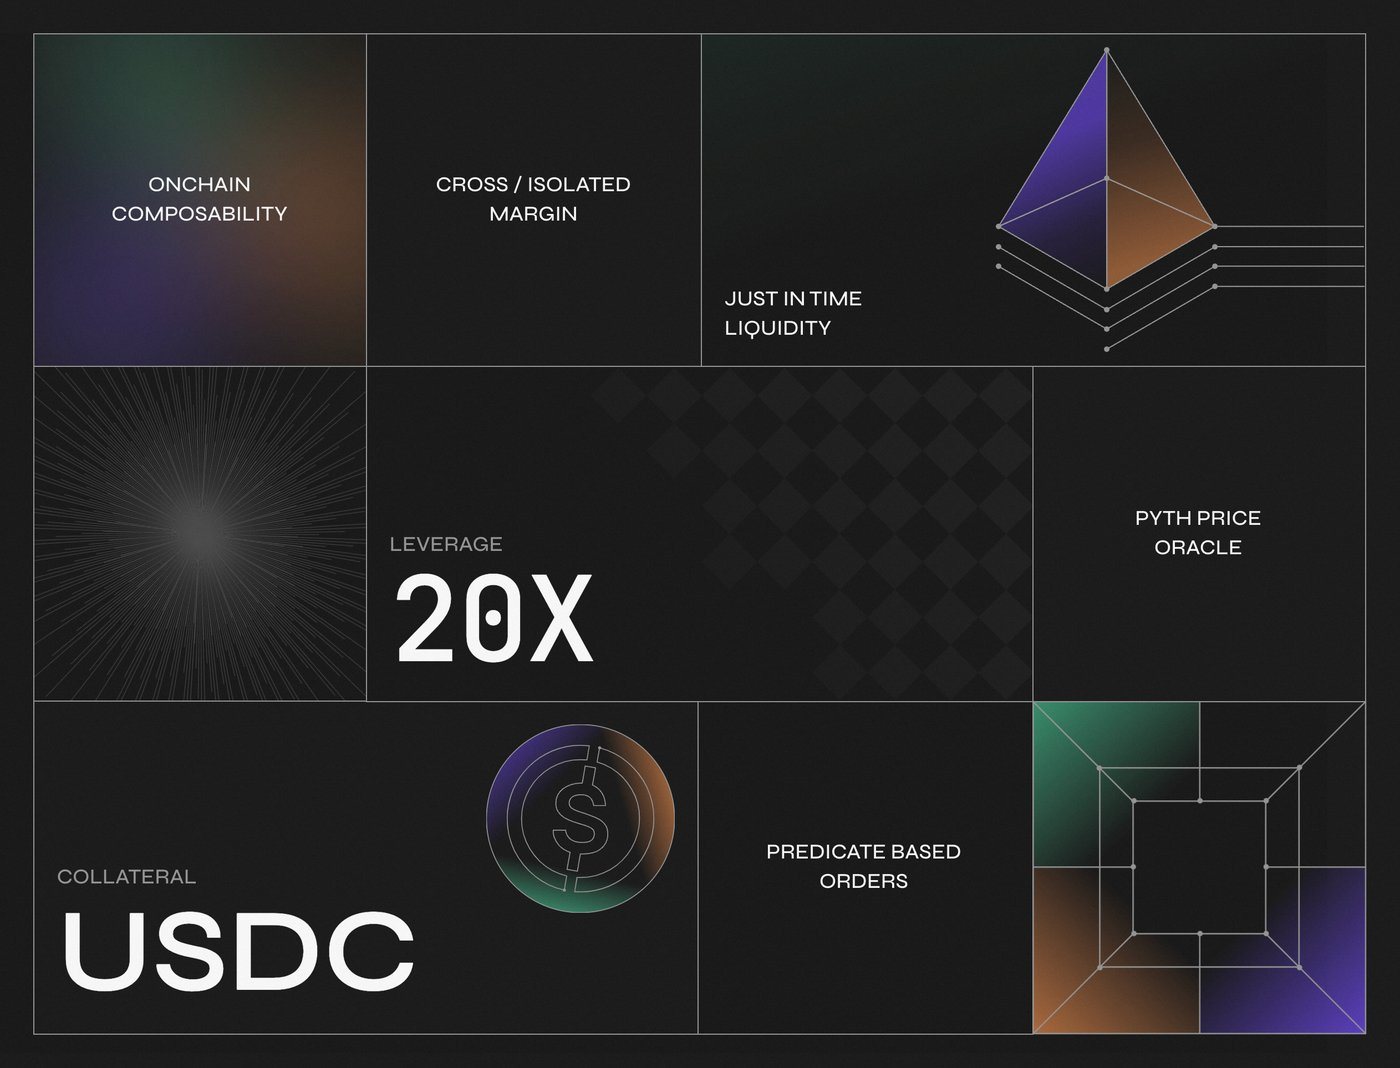 ONCHAIN
COMPOSABILITY
CROSS / ISOLATED
MARGIN
JUST IN TIME
LIQUIDITY
LEVERAGE
20X
PYTH PRICE
ORACLE
COLLATERAL
USDC
$
PREDICATE BASED
ORDERS